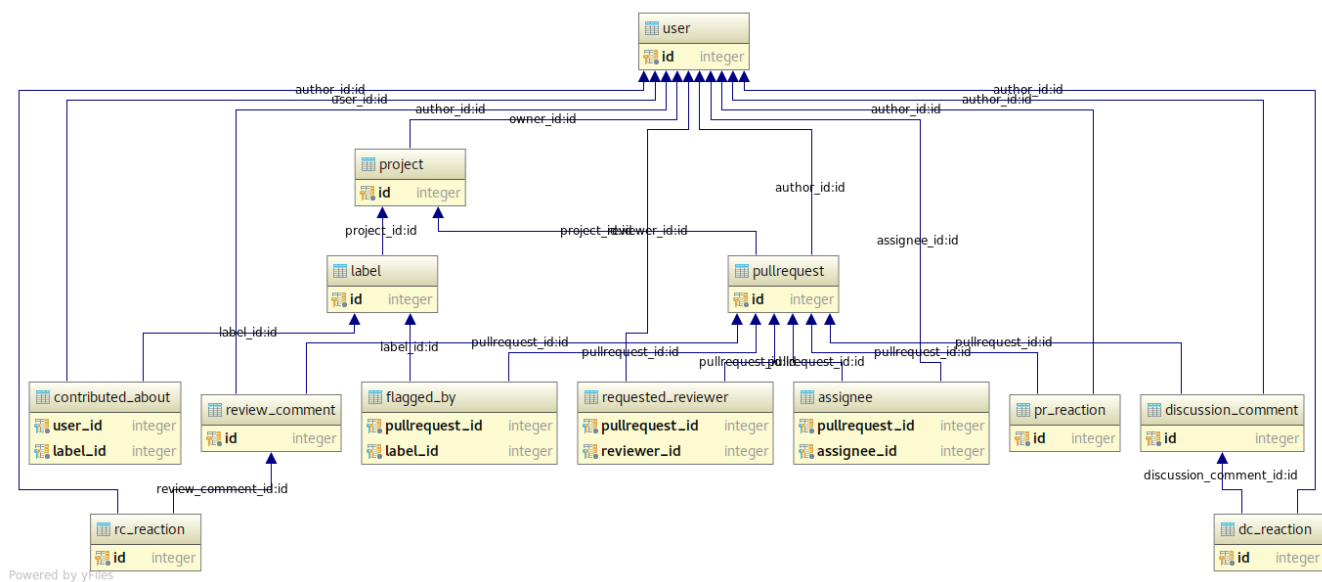 user
id integer
author_id:id
author_id:id
user_id:id
author_id:id
author_id:id
author_id:id
owner_id:id
project
id integer
author_id:id
project_id:id
project_id:id
reviewer_id:id
assignee_id:id
label
id integer
pullrequest
id integer
label_id:id
label_id:id
pullrequest_id:id
pullrequest_id:id
pullrequest_id:id
pullrequest_id:id
pullrequest_id:id
pullrequest_id:id
contributed_about
user_id integer
label_id integer
review_comment
id integer
flagged_by
pullrequest_id integer
label_id integer
requested_reviewer
pullrequest_id integer
reviewer_id integer
assignee
pullrequest_id integer
assignee_id integer
pr_reaction
id integer
discussion_comment
id integer
review_comment_id:id
discussion_comment_id:id
rc_reaction
id integer
dc_reaction
id integer
Powered by yFiles